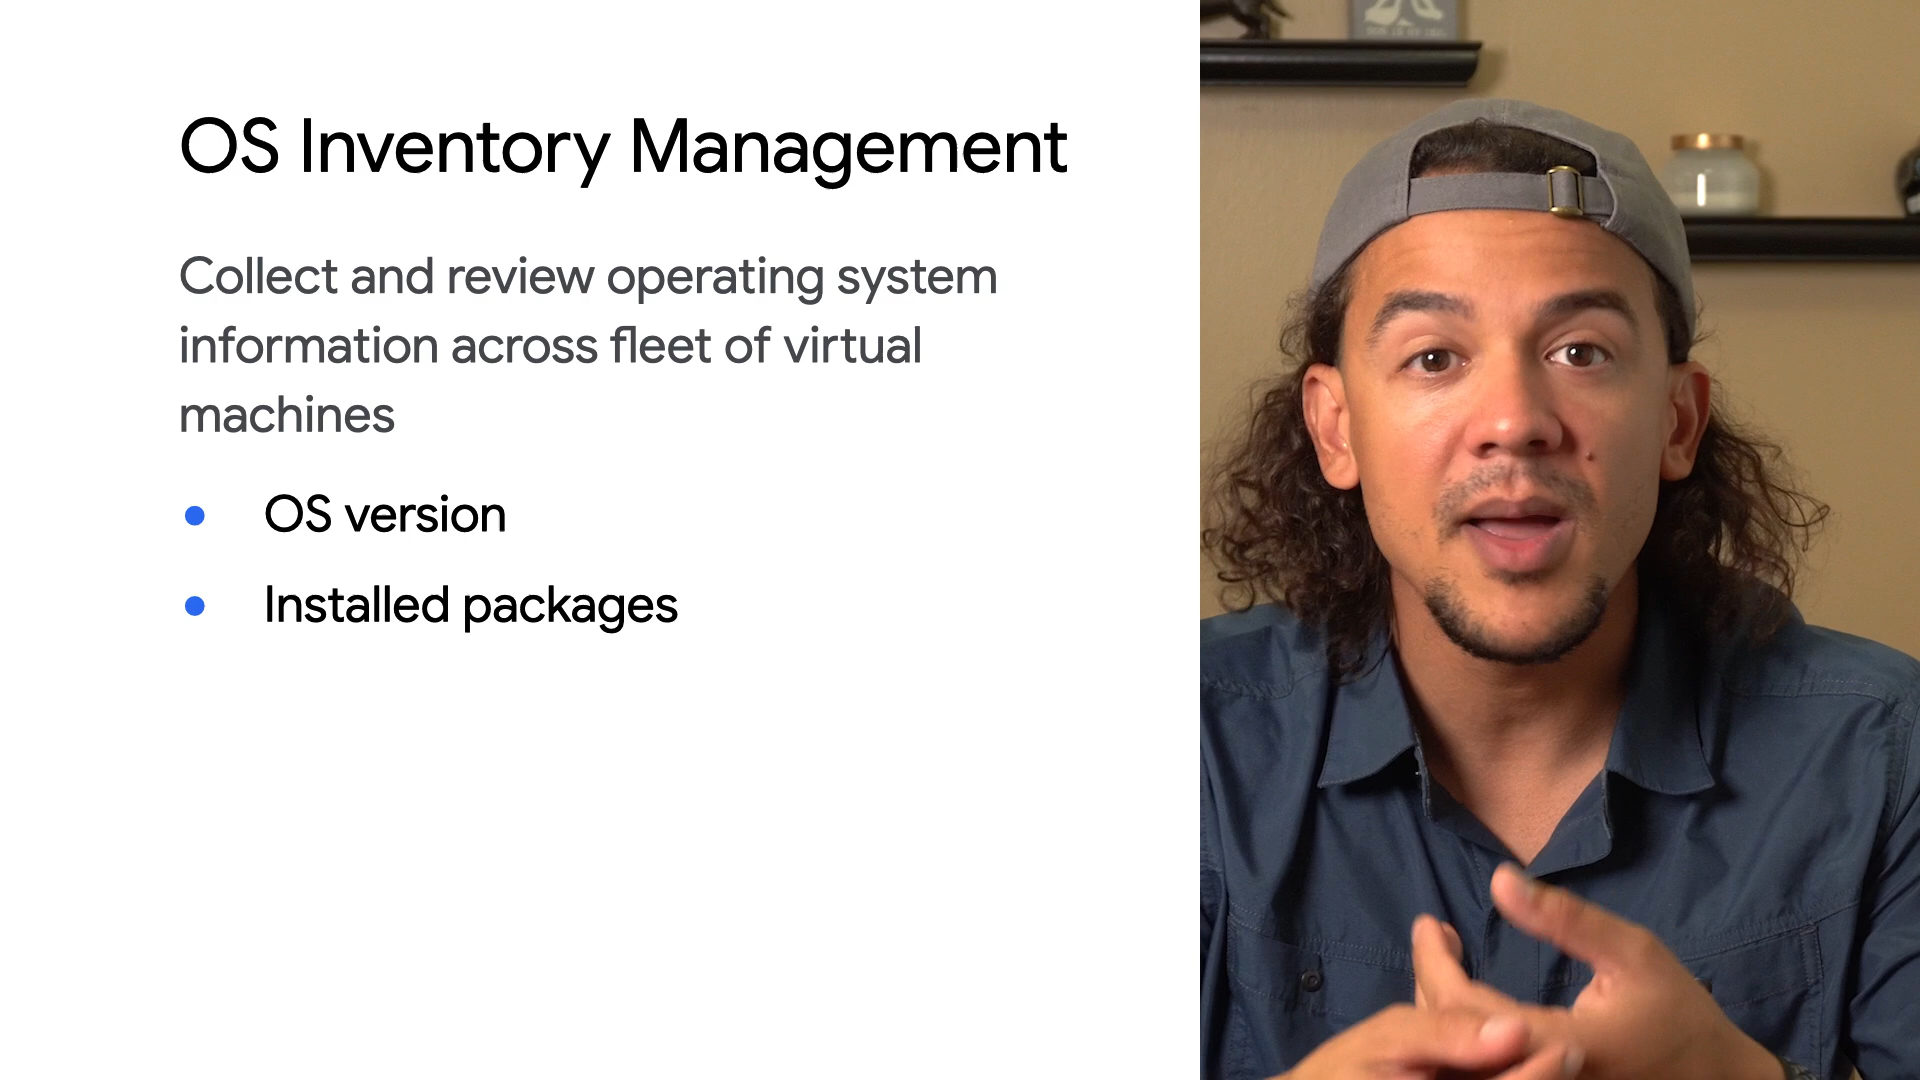 OS Inventory Management
Collect and review operating system
information across fleet of virtual
machines
● OS version
● Installed packages